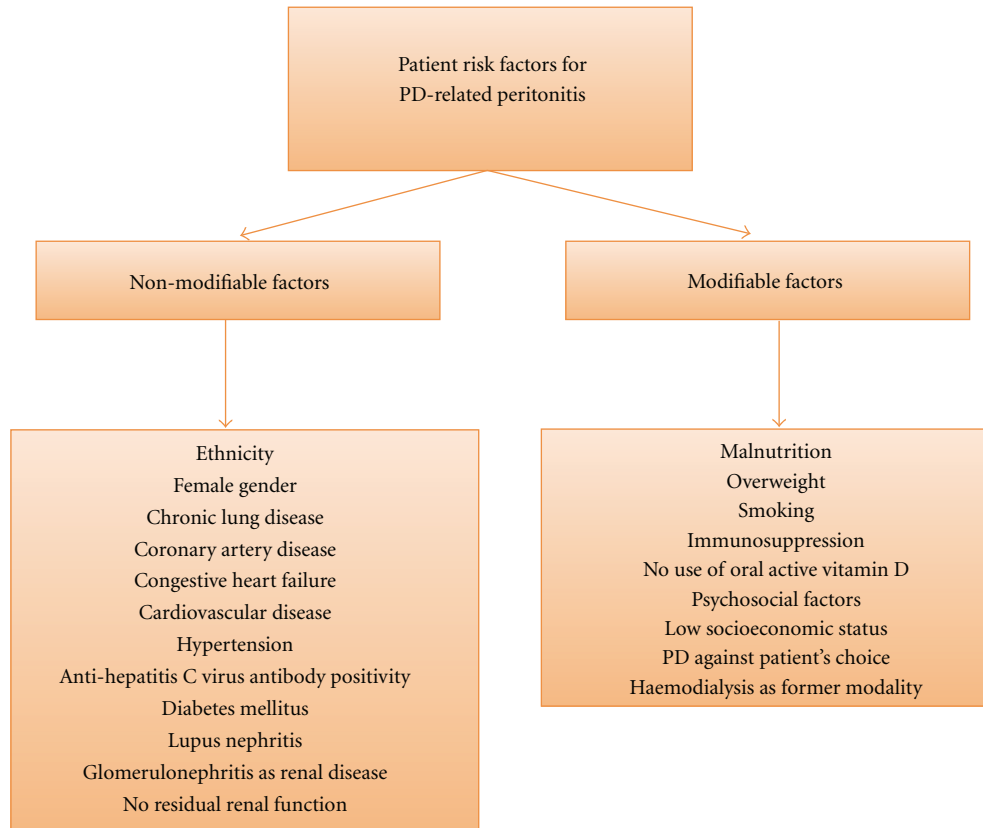 Patient risk factors for
PD-related peritonitis
Non-modifiable factors
Modifiable factors
Ethnicity
Female gender
Chronic lung disease
Coronary artery disease
Congestive heart failure
Cardiovascular disease
Hypertension
Anti-hepatitis C virus antibody positivity
Diabetes mellitus
Lupus nephritis
Glomerulonephritis as renal disease
No residual renal function
Malnutrition
Overweight
Smoking
Immunosuppression
No use of oral active vitamin D
Psychosocial factors
Low socioeconomic status
PD against patient's choice
Haemodialysis as former modality